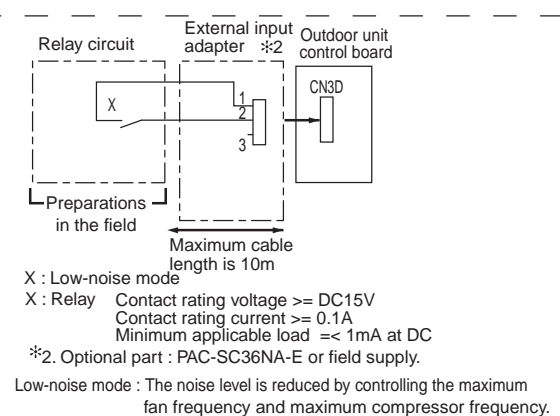 Relay circuit
External input
adapter ✻2
Outdoor unit
control board
CN3D
X
1
2
3
Preparations
in the field
Maximum cable
length is 10m
X : Low-noise mode
X : Relay Contact rating voltage >= DC15V
Contact rating current >= 0.1A
Minimum applicable load =< 1mA at DC
✻2. Optional part : PAC-SC36NA-E or field supply.
Low-noise mode : The noise level is reduced by controlling the maximum
fan frequency and maximum compressor frequency.